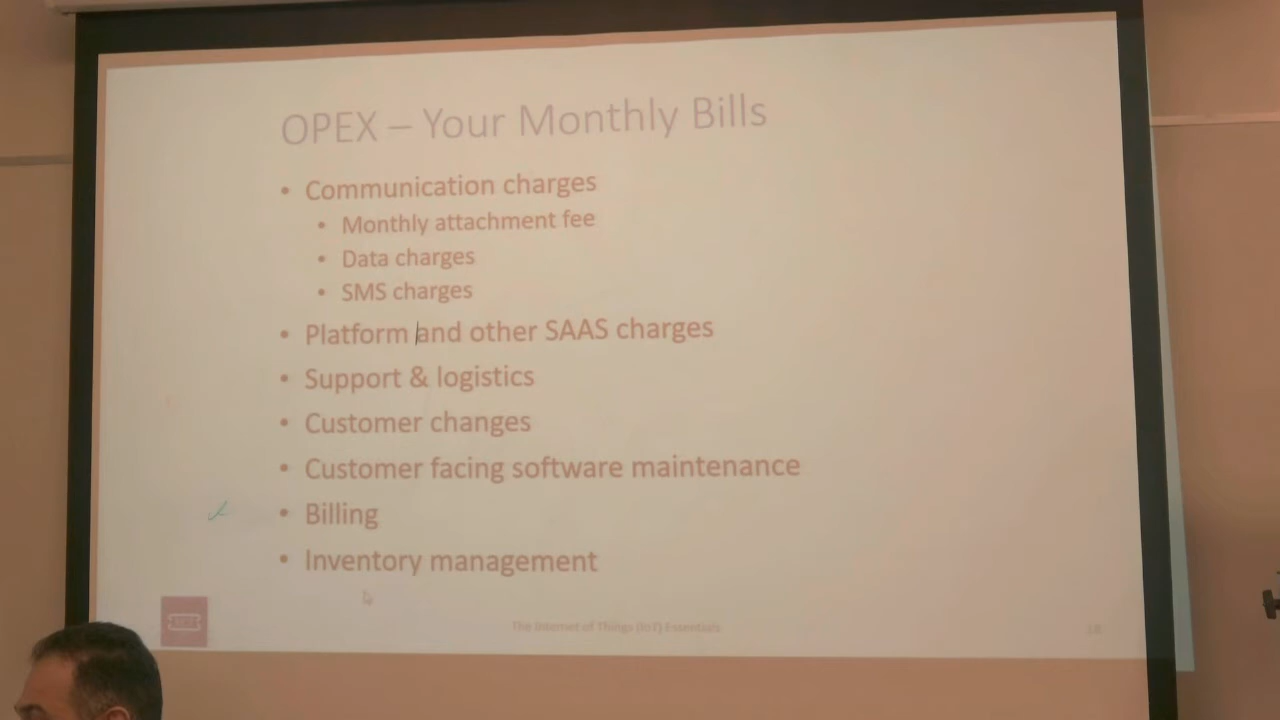 OPEX – Your Monthly Bills
• Communication charges
• Monthly attachment fee
• Data charges
• SMS charges
• Platform and other SAAS charges
• Support & logistics
• Customer changes
• Customer facing software maintenance
• Billing
• Inventory management
The Internet of Things (IoT) Essentials